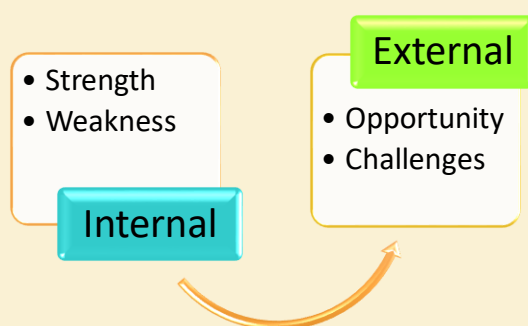 • Strength
• Weakness
Internal
External
• Opportunity
• Challenges